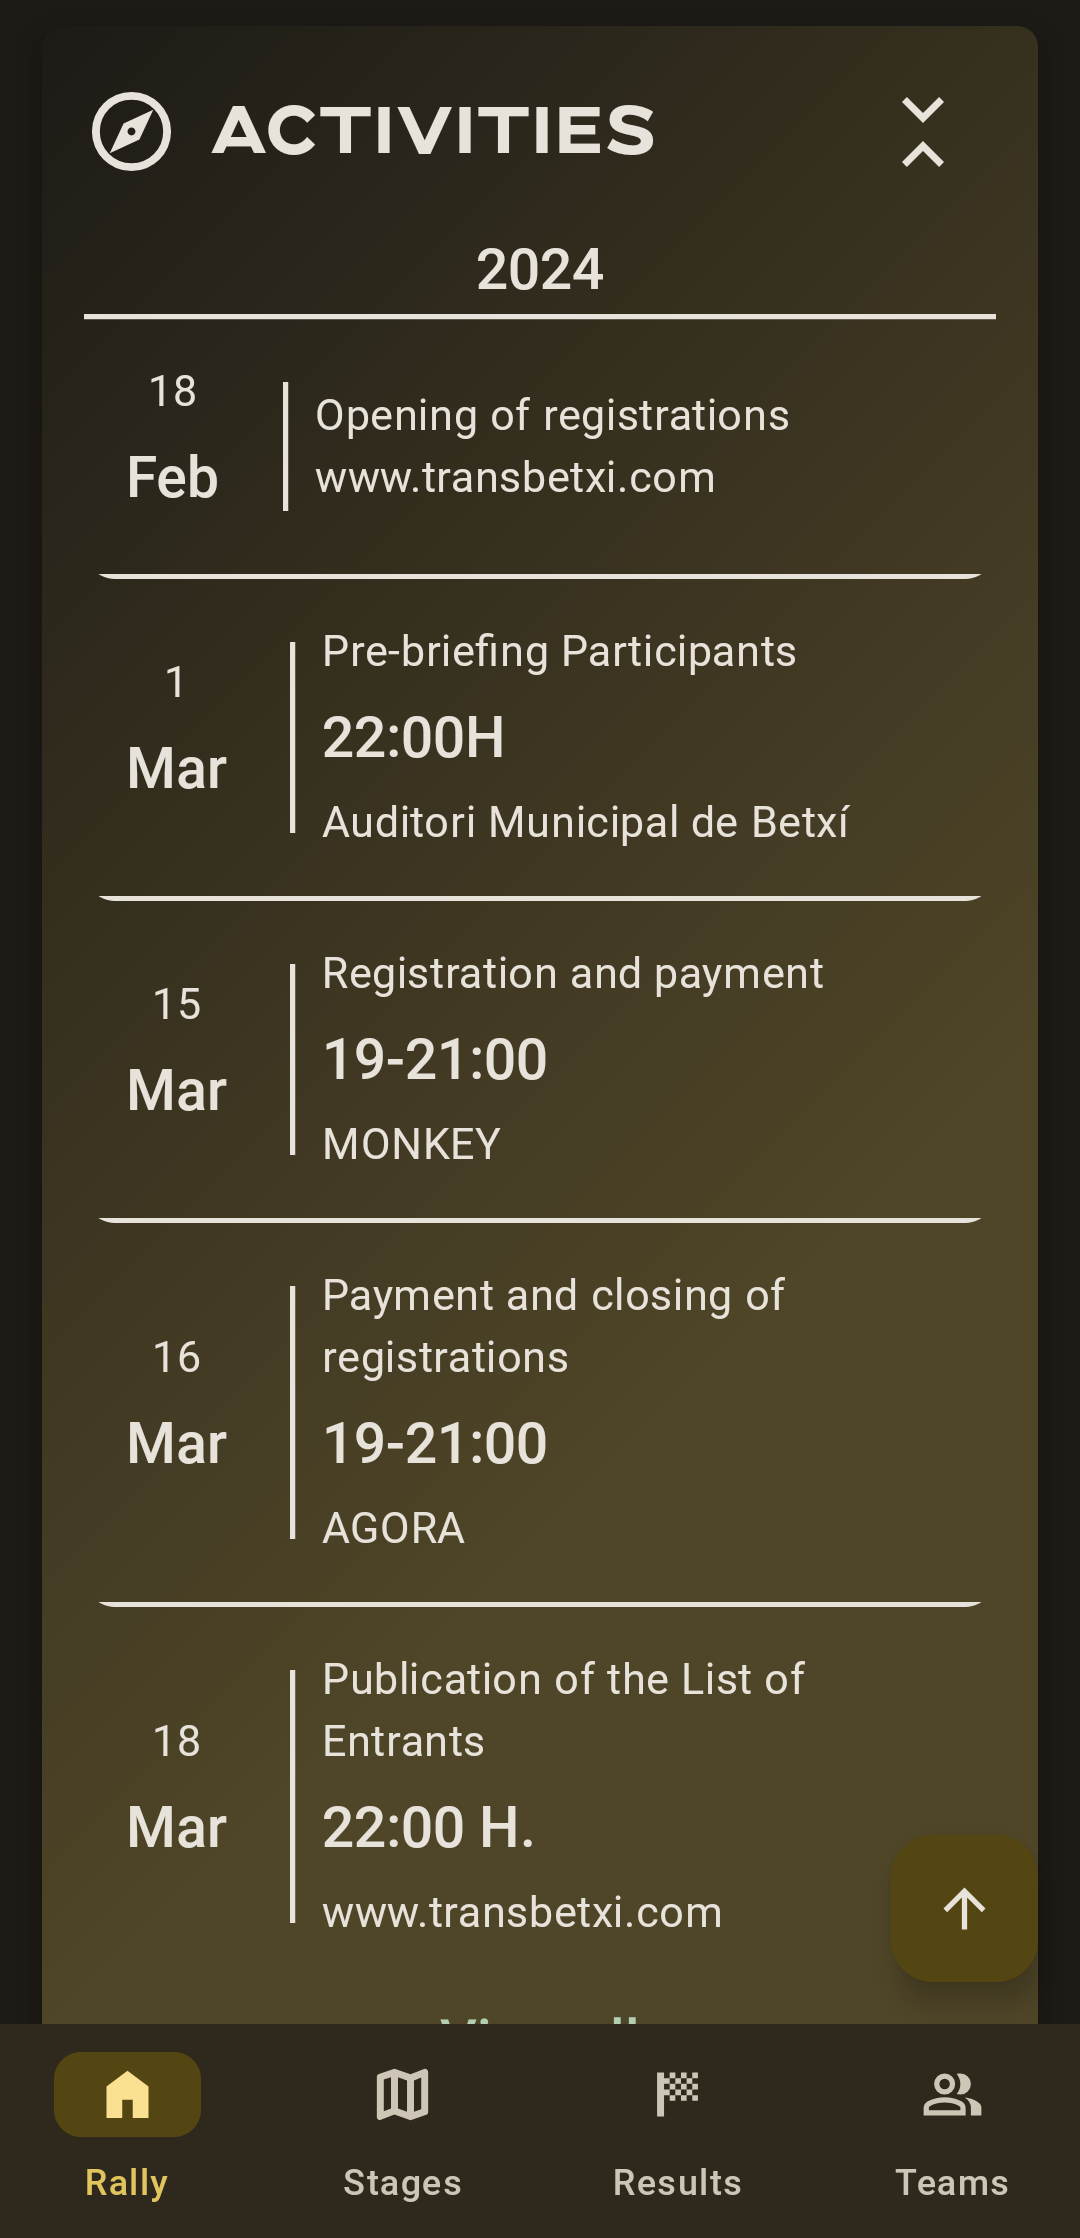 ACTIVITIES
2024
18
Feb
Opening of registrations
www.transbetxi.com
1
Mar
Pre-briefing Participants
22:00H
Auditori Municipal de Betxí
15
Mar
Registration and payment
19-21:00
MONKEY
16
Mar
Payment and closing of
registrations
19-21:00
AGORA
18
Mar
Publication of the List of
Entrants
22:00 H.
www.transbetxi.com
Rally
Stages
Results
Teams